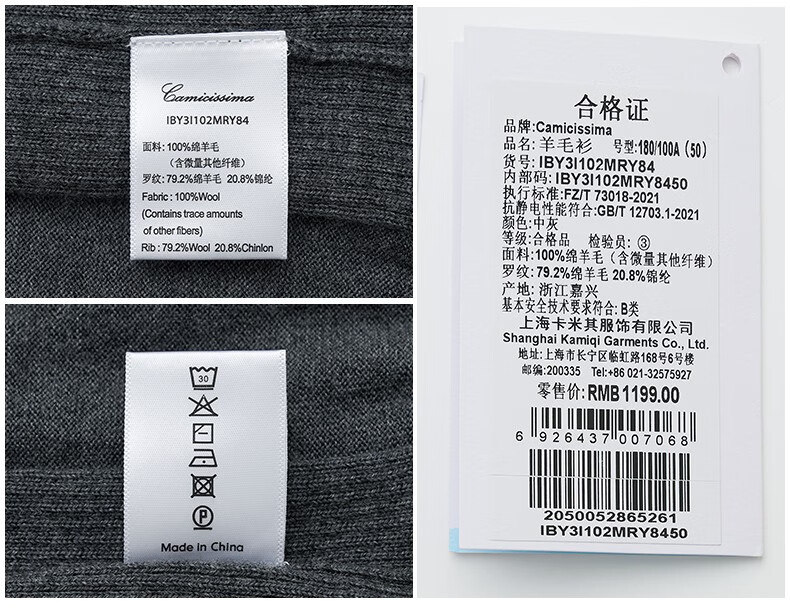 Camicissima
IBY3I102MRY84
面料: 100%绵羊毛
（含微量其他纤维）
罗纹: 79.2%绵羊毛 20.8%锦纶
Fabric : 100%Wool
(Contains trace amounts
of other fibers)
Rib : 79.2%Wool 20.8%Chinlon
30
P
Made in China
合格证
品牌:Camicissima
品名: 羊毛衫 号型:180/100A（50）
货号: IBY3I102MRY84
内部码: IBY3I102MRY8450
执行标准:FZ/T 73018-2021
抗静电性能符合:GB/T 12703.1-2021
颜色: 中灰
等级:合格品 检验员: ③
面料:100%绵羊毛（含微量其他纤维）
罗纹: 79.2%绵羊毛 20.8%锦纶
产地: 浙江嘉兴
基本安全技术要求符合: B类
上海卡米其服饰有限公司
Shanghai Kamiqi Garments Co., Ltd.
地址:上海市长宁区临虹路168号6号楼
邮编:200335 Tel:+86 021-32575927
零售价:RMB1199.00
6 926437 007068
2050052865261
IBY3I102MRY8450